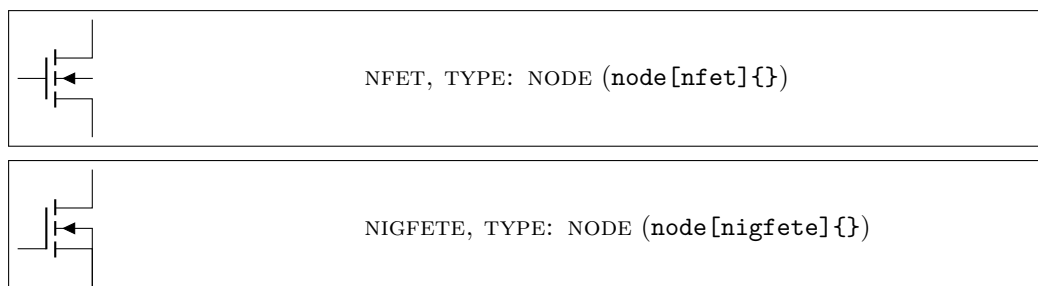 NFET, TYPE: NODE (node[nfet]{})
NIGFETE, TYPE: NODE (node[nigfete]{})